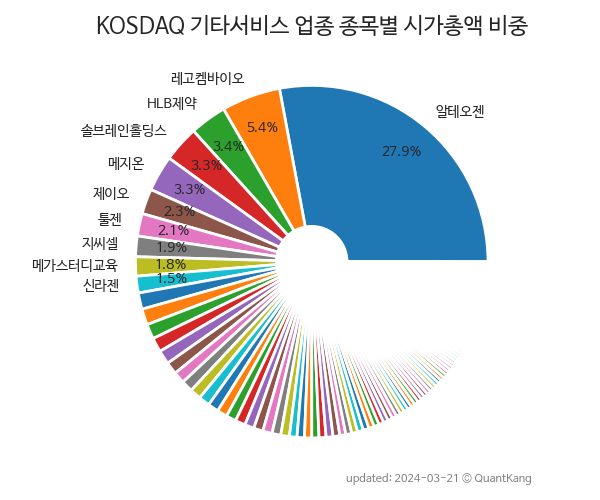 KOSDAQ 기타서비스 업종 종목별 시가총액 비중
레고켐바이오
HLB제약
솔브레인홀딩스
메지온
제이오
툴젠
지씨셀
메가스터디교육
신라젠
알테오젠
27.9%
5.4%
3.4%
3.3%
3.3%
2.3%
2.1%
1.9%
1.8%
1.5%
updated: 2024-03-21 © QuantKang